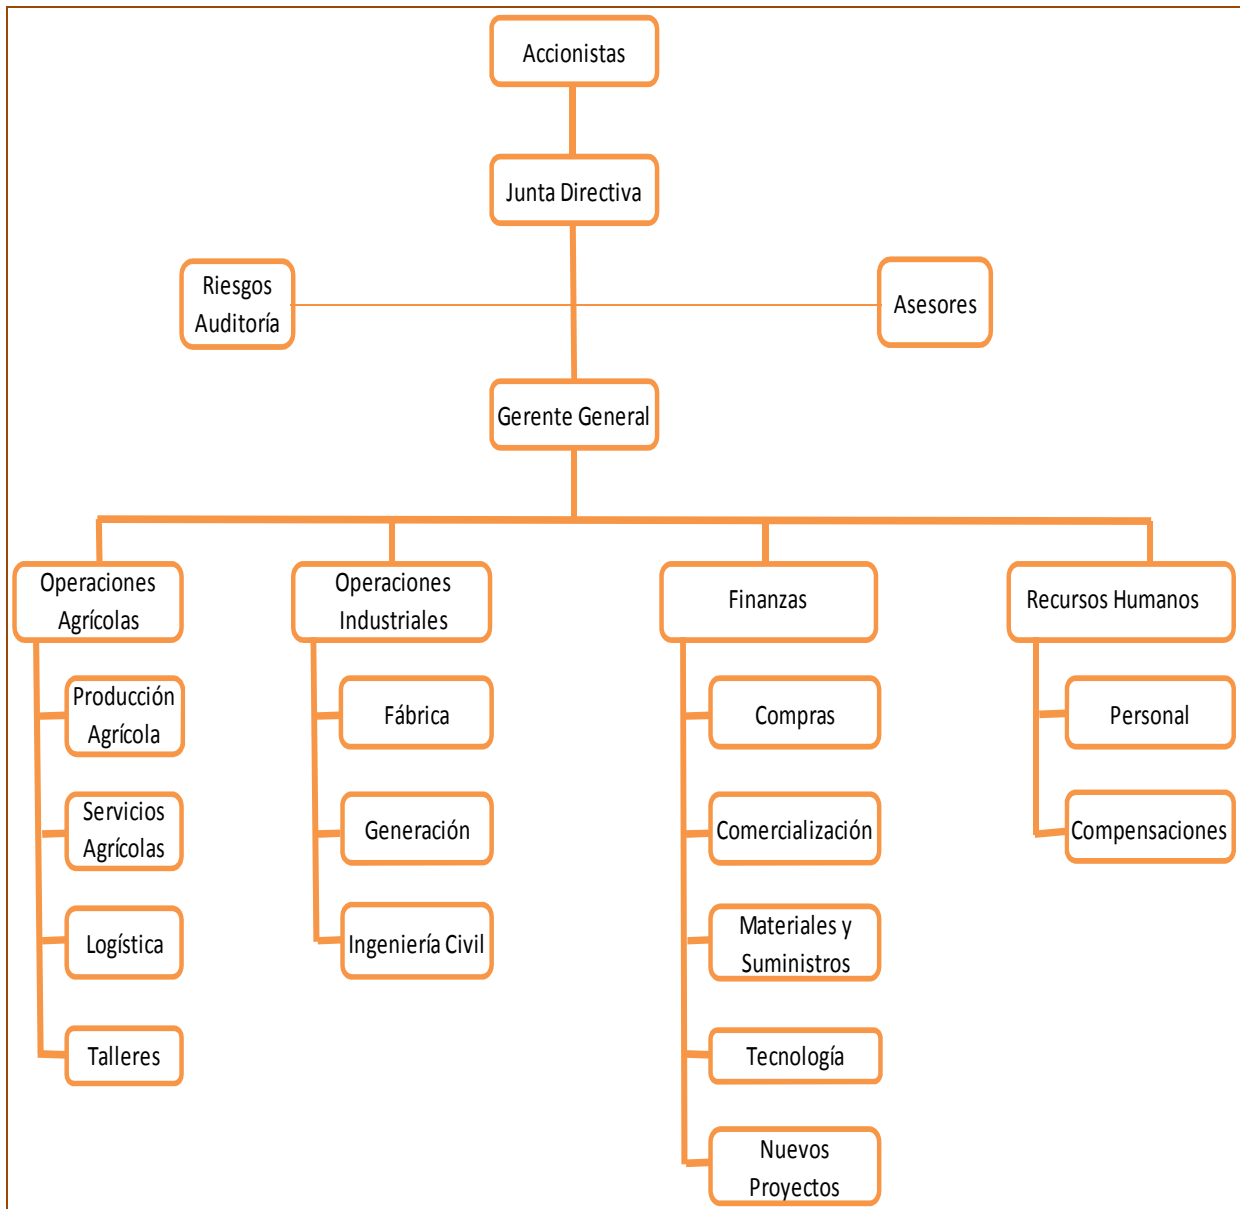 Accionistas
Junta Directiva
Riesgos
Auditoría
Asesores
Gerente General
Operaciones
Agrícolas
Operaciones
Industriales
Finanzas
Recursos Humanos
Producción
Agrícola
Fábrica
Compras
Personal
Servicios
Agrícolas
Generación
Comercialización
Compensaciones
Logística
Ingeniería Civil
Materiales y
Suministros
Talleres
Tecnología
Nuevos
Proyectos